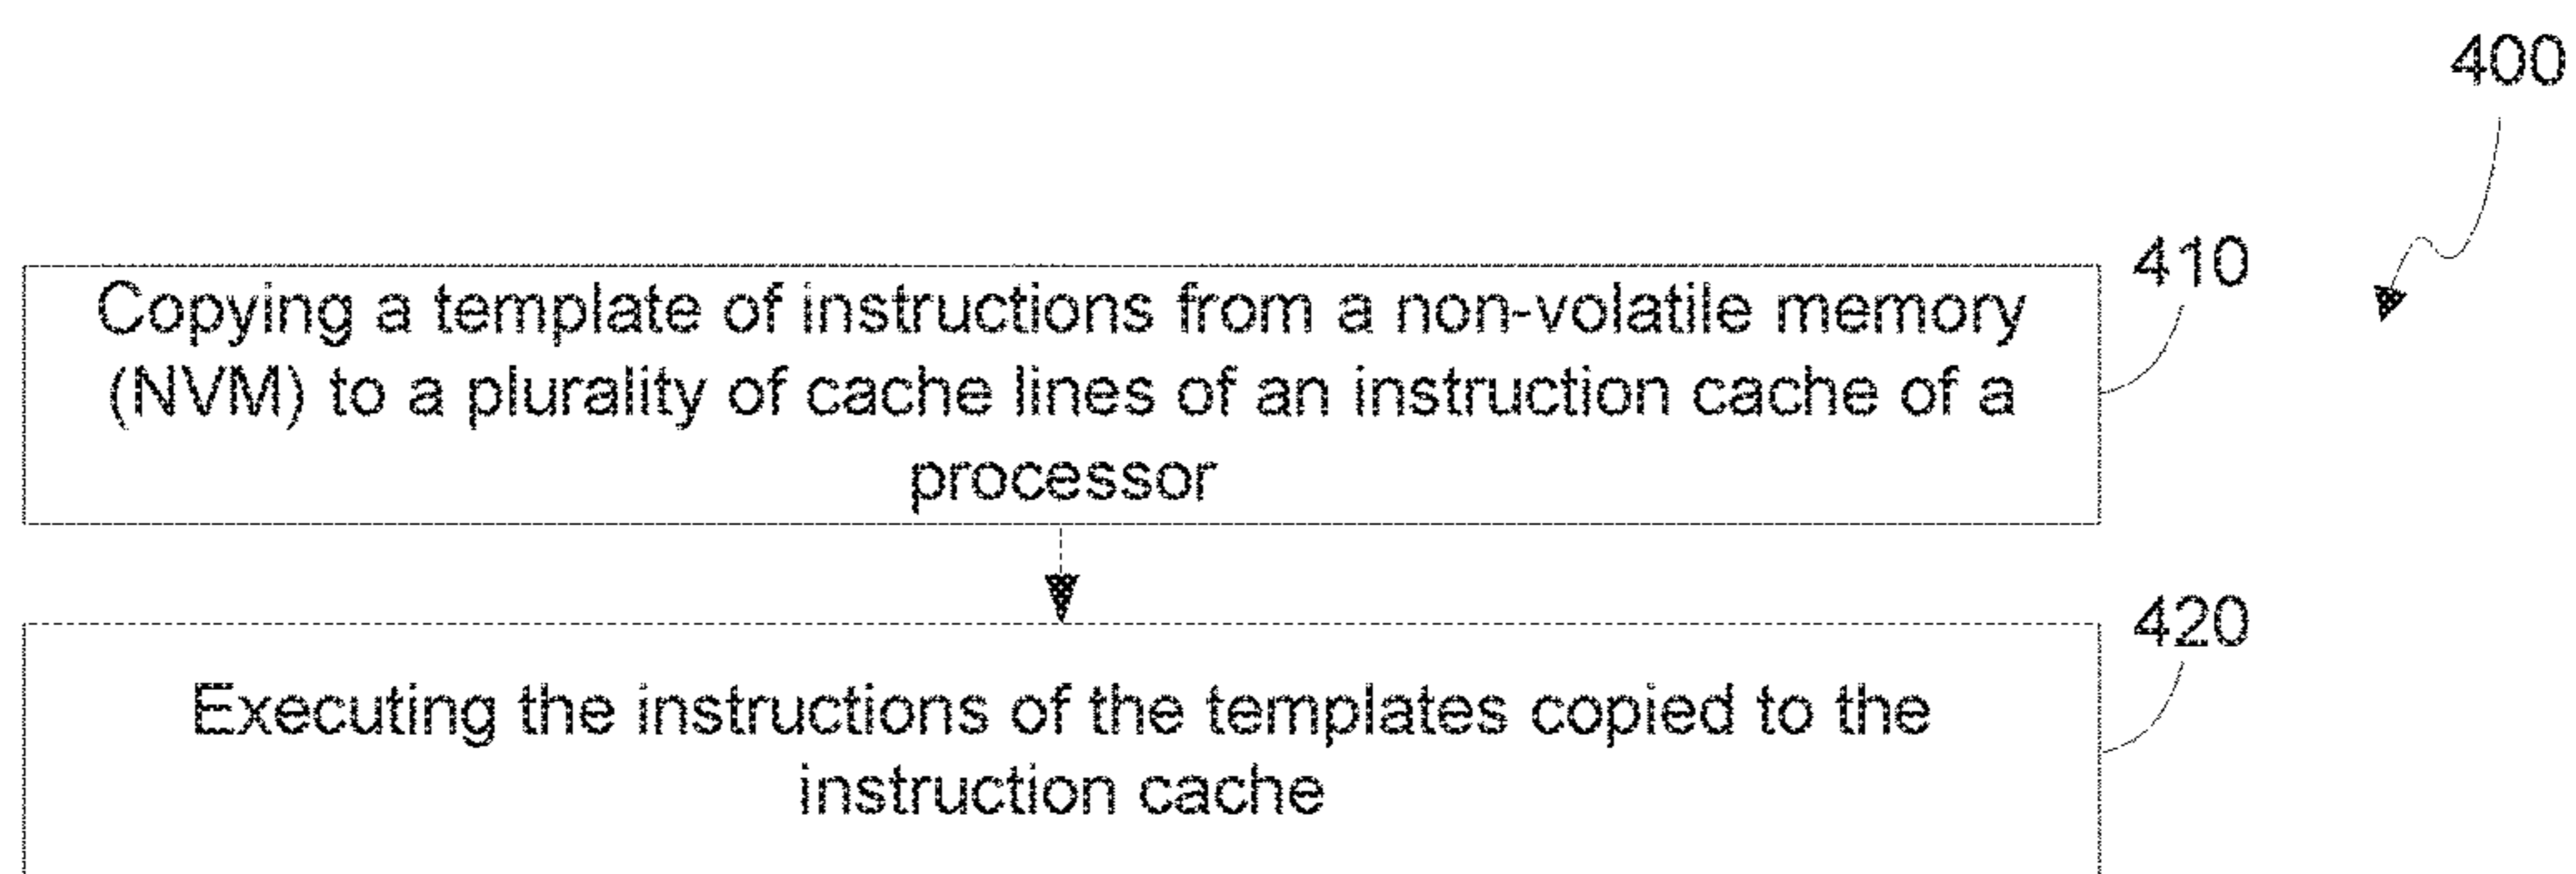 400
410
Copying a template of instructions from a non-volatile memory
(NVM) to a plurality of cache lines of an instruction cache of a
processor
420
Executing the instructions of the templates copied to the
instruction cache